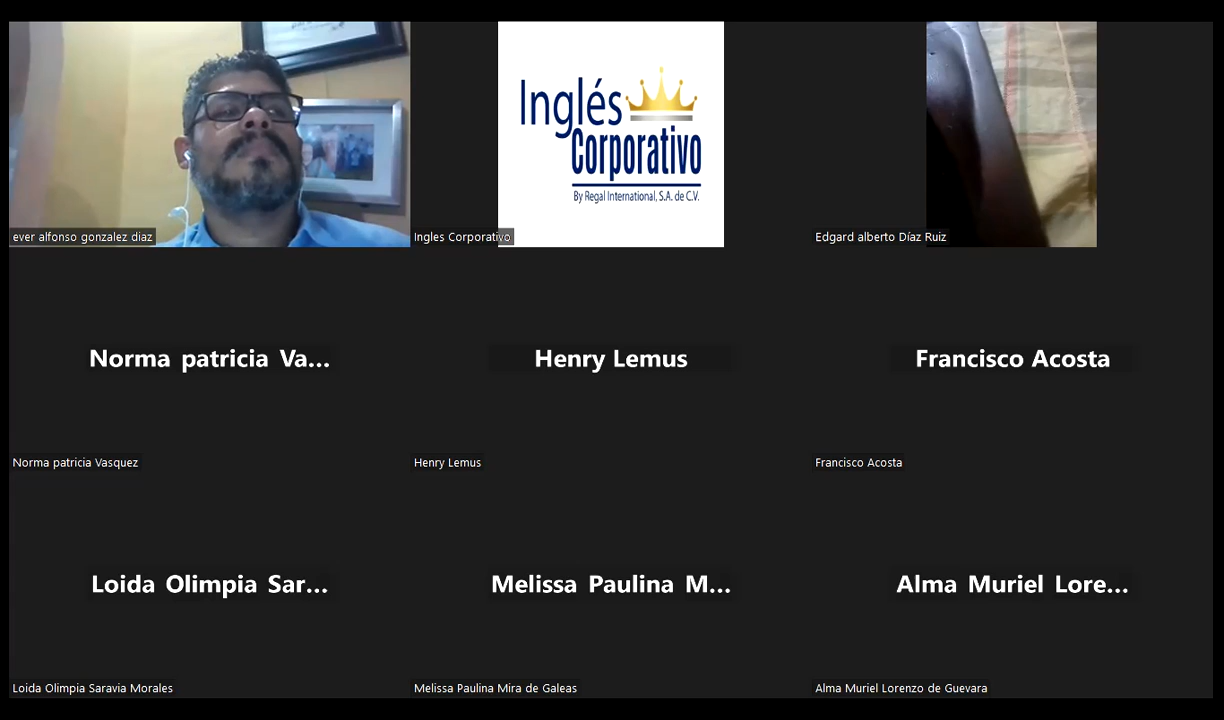 Inglés
Corporativo
By Regal International, S.A. de C.V.
ever alfonso gonzalez diaz
Ingles Corporativo
Edgard alberto Díaz Ruiz
Norma patricia Va...
Henry Lemus
Francisco Acosta
Norma patricia Vasquez
Henry Lemus
Francisco Acosta
Loida Olimpia Sar...
Melissa Paulina M...
Alma Muriel Lore...
Loida Olimpia Saravia Morales
Melissa Paulina Mira de Galeas
Alma Muriel Lorenzo de Guevara